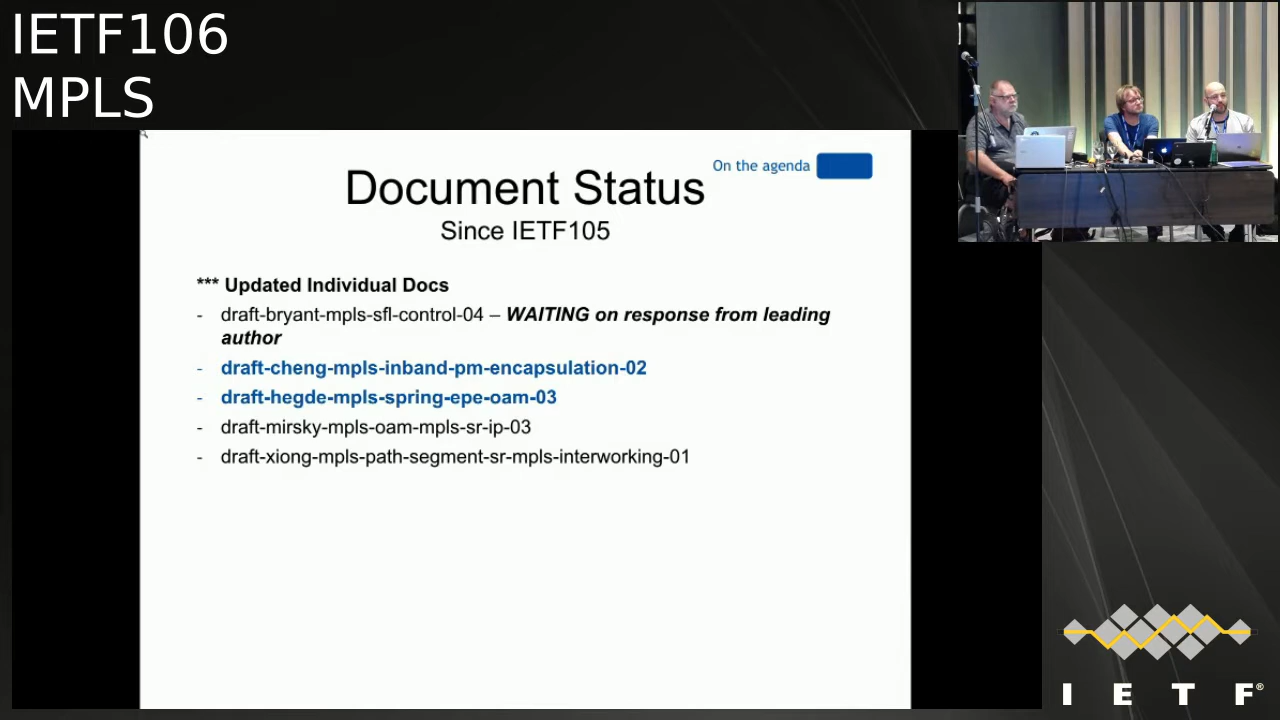 IETF106
MPLS
On the agenda
Document Status
Since IETF105
*** Updated Individual Docs
- draft-bryant-mpls-sfl-control-04 – WAITING on response from leading
author
- draft-cheng-mpls-inband-pm-encapsulation-02
- draft-hegde-mpls-spring-epe-oam-03
- draft-mirsky-mpls-oam-mpls-sr-ip-03
- draft-xiong-mpls-path-segment-sr-mpls-interworking-01
I E T F®